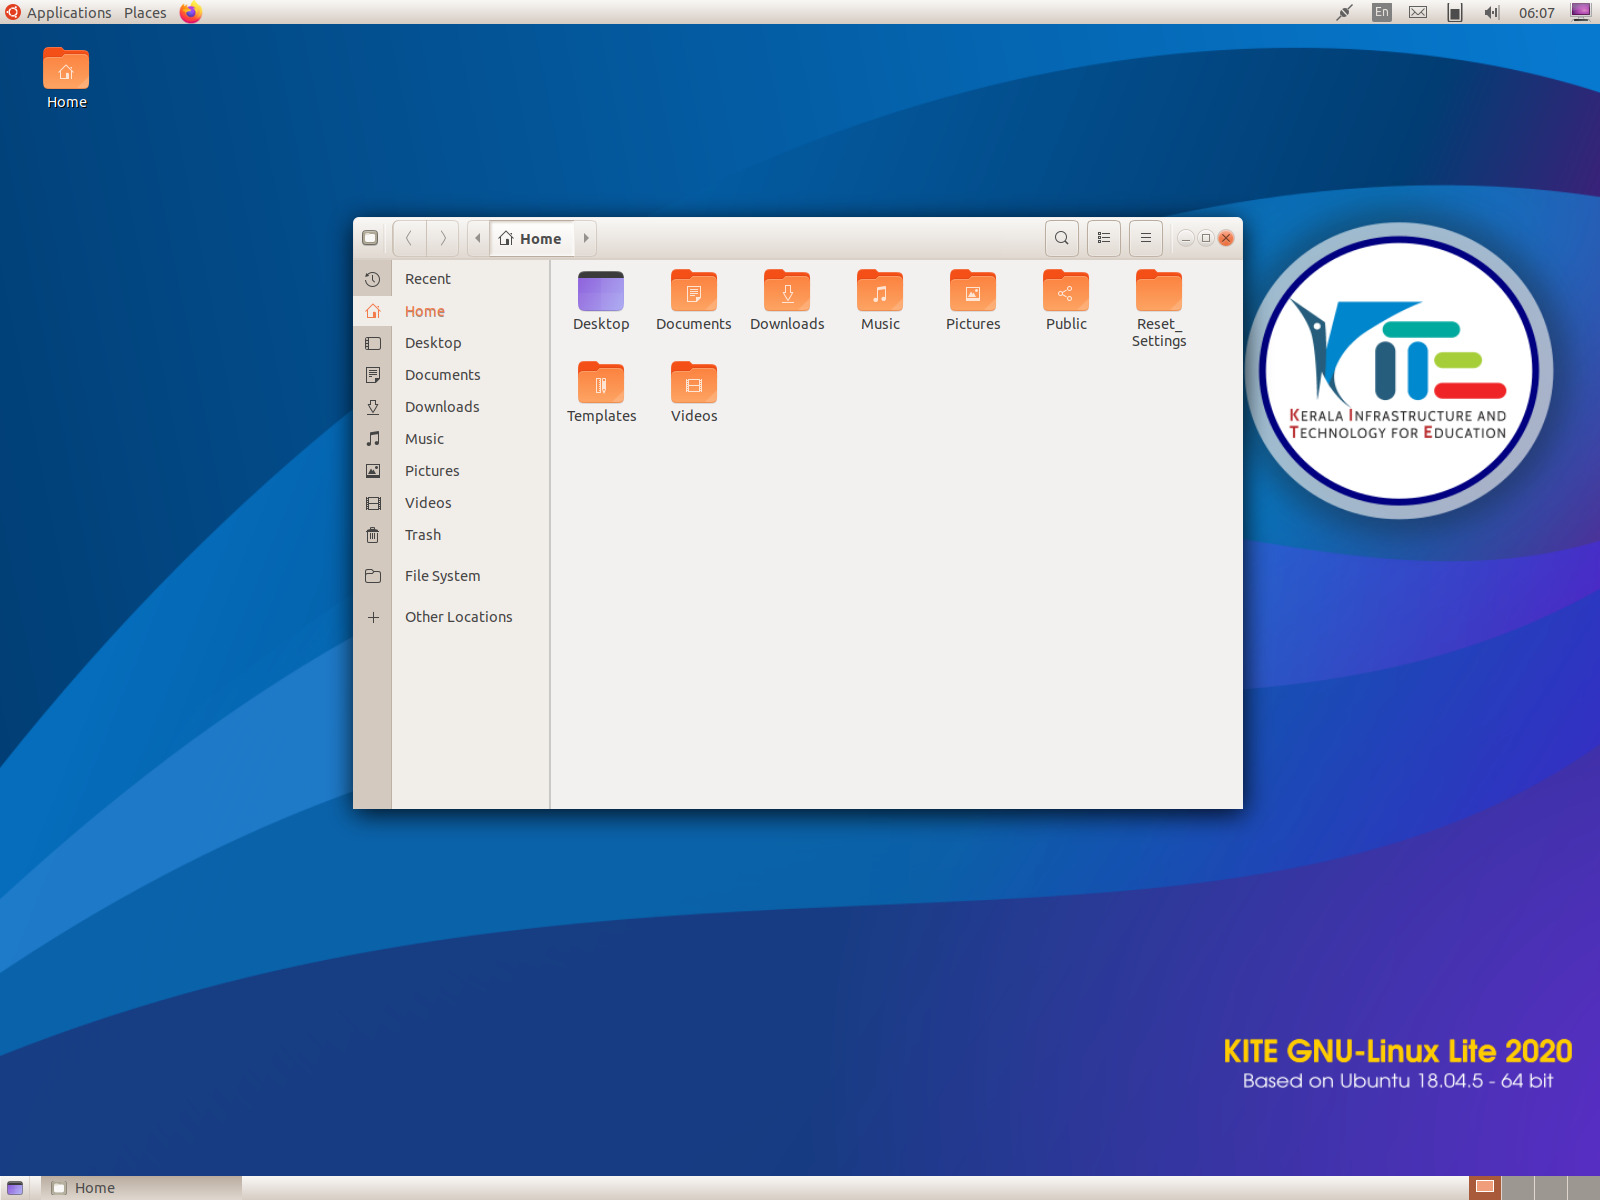 Applications Places
En
06:07
Home
Home
Recent
Home
Desktop
Documents
Downloads
Music
Pictures
Videos
Trash
File System
Other Locations
Desktop Documents Downloads Music Pictures Public Reset_
Settings
Templates Videos
KITE
KERALA INFRASTRUCTURE AND
TECHNOLOGY FOR EDUCATION
KITE GNU-Linux Lite 2020
Based on Ubuntu 18.04.5 - 64 bit
Home